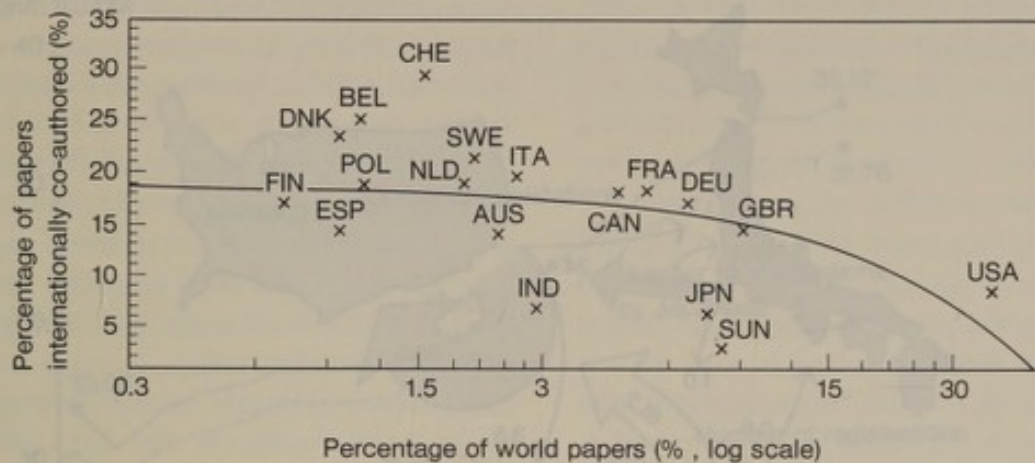 Percentage of papers
internationally co-authored (%)
35
30
25
20
15
10
5
CHE
BEL
DNK
SWE
POL
NLD
ITA
FRA
DEU
FIN
ESP
AUS
CAN
GBR
IND
JPN
USA
SUN
0.3
1.5
3
15
30
Percentage of world papers (% , log scale)